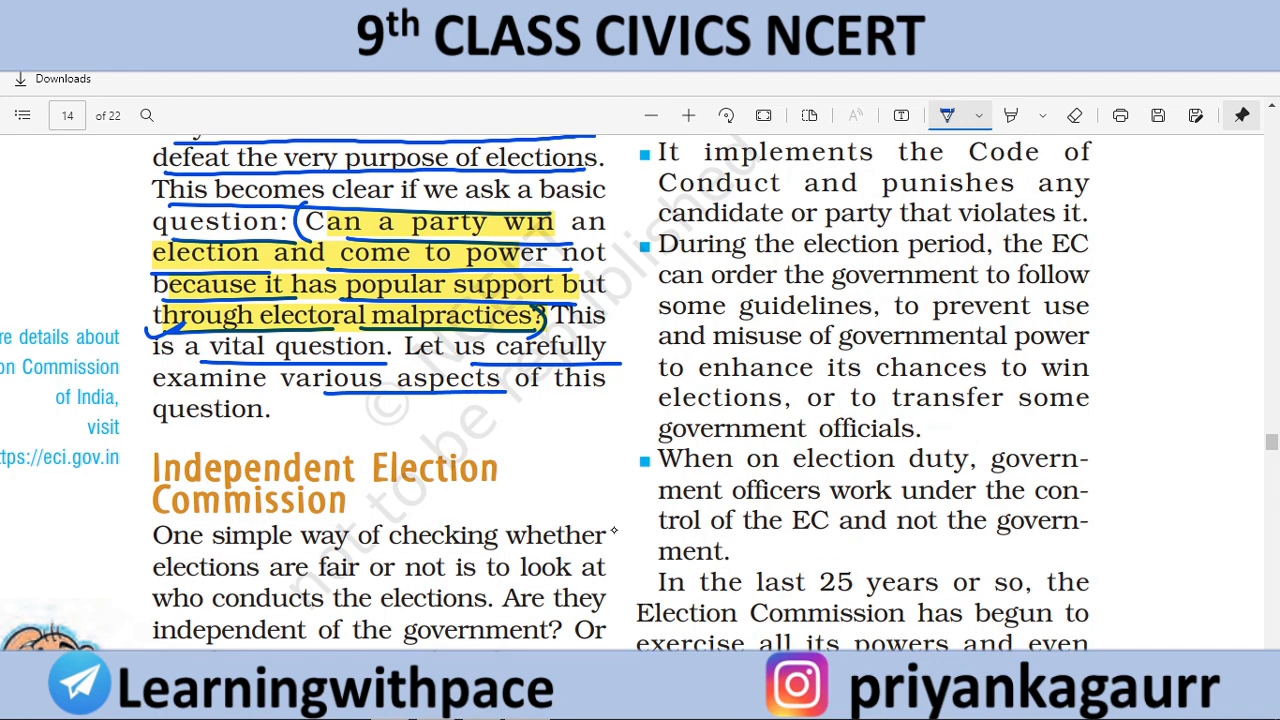 9th CLASS CIVICS NCERT
Downloads
14 of 22
defeat the very purpose of elections.
This becomes clear if we ask a basic
question: Can a party win an
election and come to power not
because it has popular support but
through electoral malpractices? This
is a vital question. Let us carefully
examine various aspects of this
question.
re details about
on Commission
of India,
visit
ttps://eci.gov.in
Independent Election
Commission
One simple way of checking whether
elections are fair or not is to look at
who conducts the elections. Are they
independent of the government? Or
It implements the Code of
Conduct and punishes any
candidate or party that violates it.
During the election period, the EC
can order the government to follow
some guidelines, to prevent use
and misuse of governmental power
to enhance its chances to win
elections, or to transfer some
government officials.
When on election duty, govern-
ment officers work under the con-
trol of the EC and not the govern-
ment.
In the last 25 years or so, the
Election Commission has begun to
exercise all its powers and even
© NCERT
not to be republished
Learningwithpace
priyankagaurr